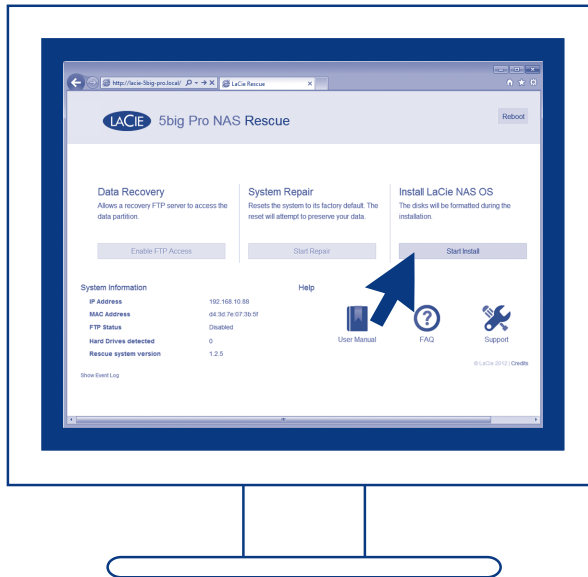 http://lacie-5big-pro.local/
LaCie Rescue
LACIE 5big Pro NAS Rescue
Reboot
Data Recovery
Allows a recovery FTP server to access the
data partition.
Enable FTP Access
System Repair
Resets the system to its factory default. The
reset will attempt to preserve your data.
Start Repair
Install LaCie NAS OS
The disks will be formatted during the
installation.
Start Install
System Information
IP Address 192.168.10.88
MAC Address d4.3d.7e.07.3b.5f
FTP Status Disabled
Hard Drives detected 0
Rescue system version 1.2.5
Show Event Log
Help
User Manual
FAQ
Support
© LaCie 2012 | Credits